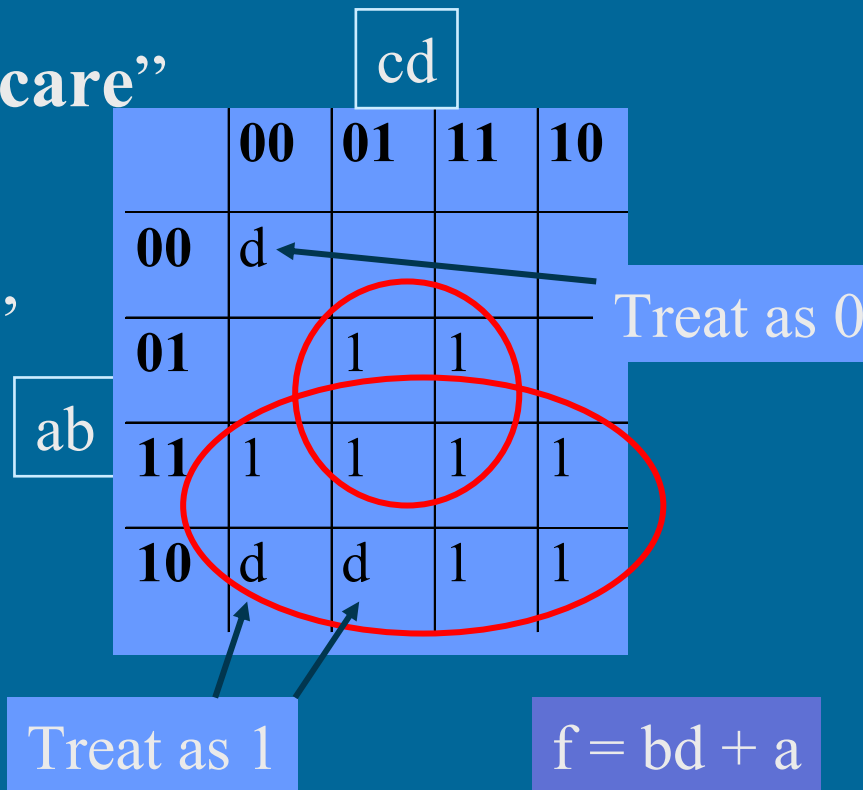 care”
cd
00 01 11 10
00 d
,
Treat as 0
01 1 1
ab
11 1 1 1 1
10 d d 1 1
Treat as 1
f = bd + a